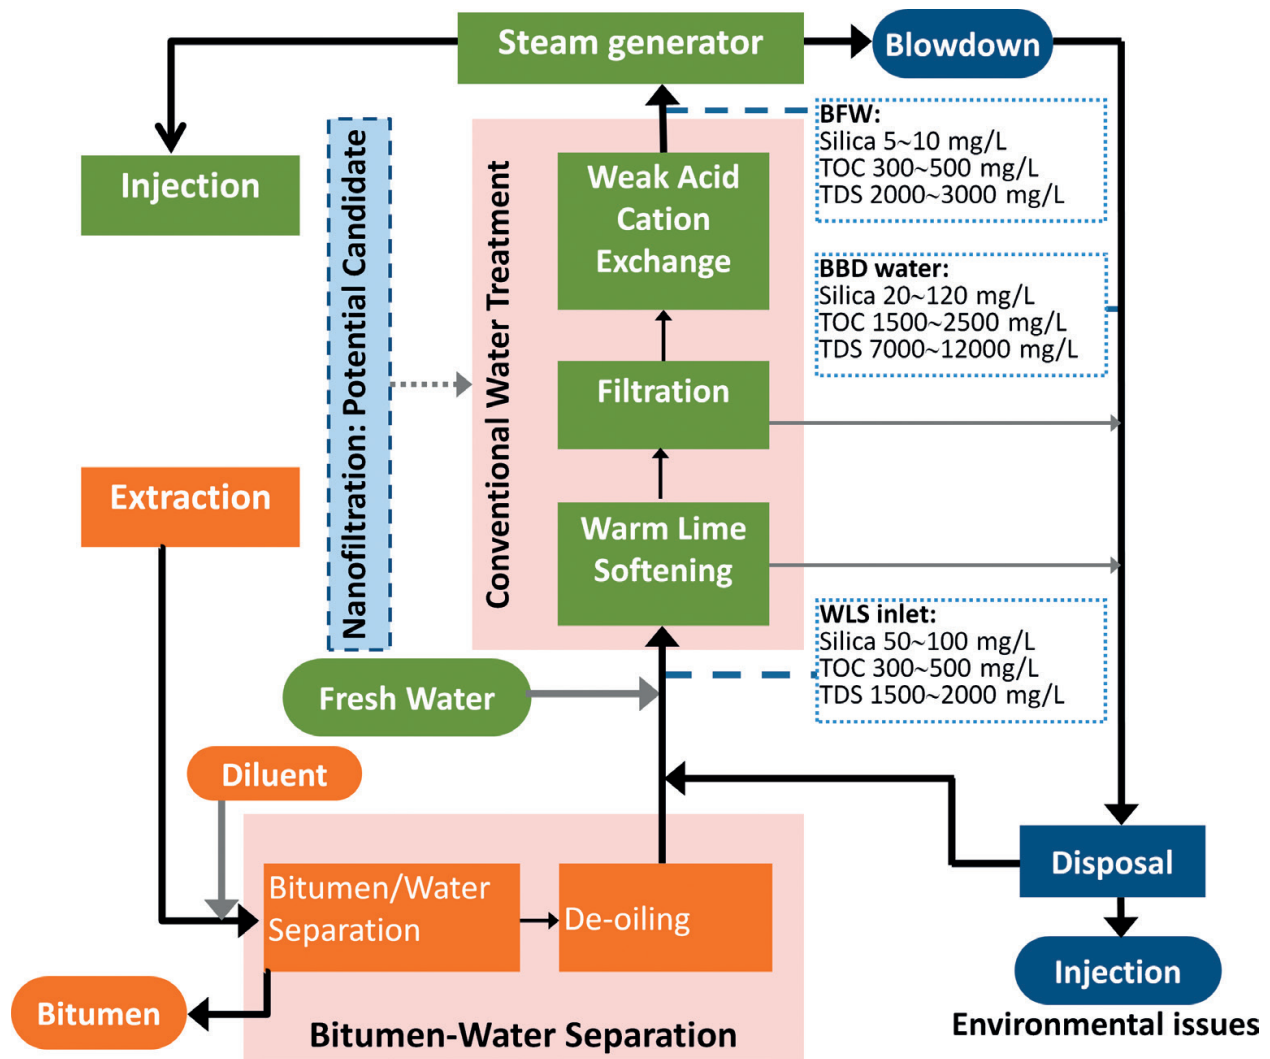 Steam generator
Blowdown
BFW:
Silica 5~10 mg/L
TOC 300~500 mg/L
TDS 2000~3000 mg/L
Injection
Nanofiltration: Potential Candidate
Conventional Water Treatment
Weak Acid
Cation
Exchange
BBD water:
Silica 20~120 mg/L
TOC 1500~2500 mg/L
TDS 7000~12000 mg/L
Filtration
Extraction
Warm Lime
Softening
WLS inlet:
Silica 50~100 mg/L
TOC 300~500 mg/L
TDS 1500~2000 mg/L
Fresh Water
Diluent
Disposal
Bitumen/Water
Separation
De-oiling
Injection
Bitumen
Bitumen-Water Separation
Environmental issues